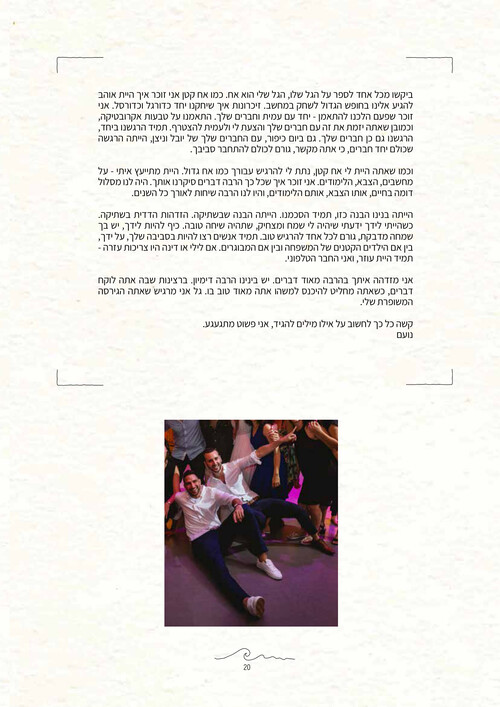 ביקשו מכל אחד לספר על הגל שלו, הגל שלי הוא אח. כמו אח קטן אני זוכר איך היית אוהב
להגיע אלינו בחופש הגדול לשחק במחשב. זיכרונות איך שיחקנו יחד כדורגל וכדורסל. אני
זוכר שפעם הלכנו להתאמן - יחד עם עמית וחברים שלך. התאמנו על טבעות אקרובטיקה,
וכמובן שאתה יזמת את זה עם חברים שלך והצעת לי ולעמית להצטרף. תמיד הרגשנו ביחד,
הרגשנו גם כן חברים שלך. גם ביום כיפור, עם החברים שלך של יובל וניצן, הייתה הרגשה
שכולם יחד חברים, כי אתה מקשר, גורם לכולם להתחבר סביבך.
וכמו שאתה היית לי אח קטן, נתת לי להרגיש עבורך כמו אח גדול. היית מתייעץ איתי - על
מחשבים, הצבא, הלימודים. אני זוכר איך שכל כך הרבה דברים סיקרנו אותך. היה לנו מסלול
דומה בחיים, אותו הצבא, אותם הלימודים, והיו לנו הרבה שיחות לאורך כל השנים.
הייתה בנינו הבנה כזו, תמיד הסכמנו. הייתה הבנה שבשתיקה. הזדהות הדדית בשתיקה.
כשהייתי לידך ידעתי שיהיה לי שמח ומצחיק, שתהיה שיחה טובה. כיף להיות לידך, יש בך
שמחה מדבקת, גורם לכל אחד להרגיש טוב. תמיד אנשים רצו להיות בסביבה שלך, על ידך,
בין אם הילדים הקטנים של המשפחה ובין אם המבוגרים. אם לילי או דינה היו צריכות עזרה -
תמיד היית עוזר, ואני החבר הטלפוני.
אני מזדהה איתך בהרבה מאוד דברים. יש בינינו הרבה דימיון. ברצינות שבה אתה לוקח
דברים, כשאתה מחליט להיכנס למשהו אתה מאוד טוב בו. גל אני מרגיש שאתה הגירסה
המשופרת שלי.
קשה כל כך לחשוב על אילו מילים להגיד, אני פשוט מתגעגע.
נועם
20